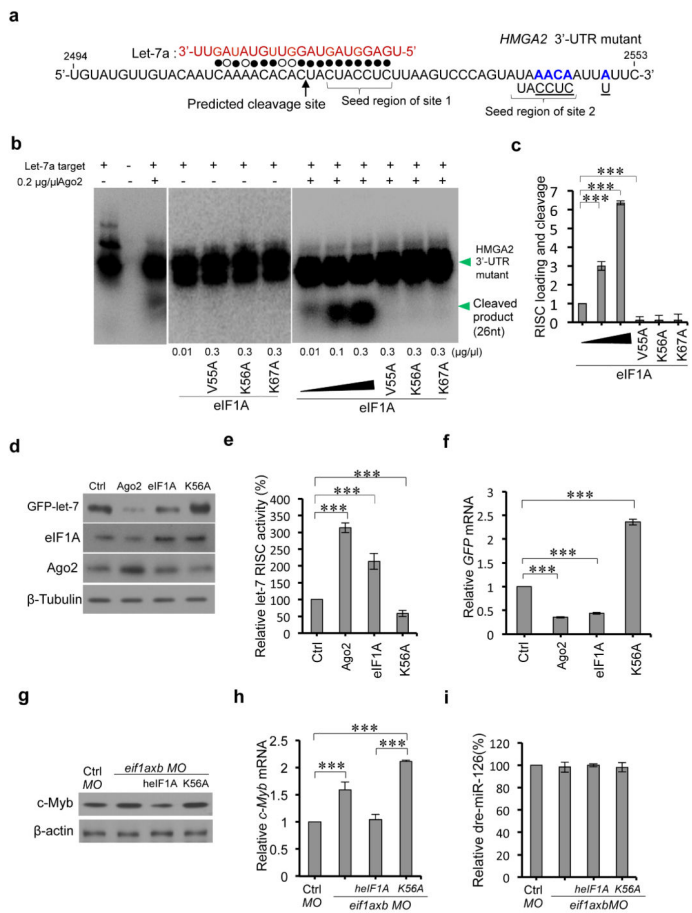 a
HMGA2 3'-UTR mutant
Let-7a: 3'-UUGAUAUGUUGGAUGAUGGAGU-5'
2494
2553
5'-UGUAUGUUGUACAAUCAAAACACACUACUACCUCUUAAGUCCCAGUAUAAACAAUUAUUC-3'
UACCUC U
Predicted cleavage site
Seed region of site 1
Seed region of site 2
b
Let-7a target + - + + + + + + + + + + +
0.2 µg/µlAgo2 + + + + + + +
HMGA2
3'-UTR
mutant
Cleaved
product
(26nt)
0.01 0.3 0.3 0.3 0.01 0.1 0.3 0.3 0.3 0.3 (µg/µl)
V55A K56A K67A V55A K56A K67A
eIF1A eIF1A
c
RISC loading and cleavage
7
6
5
4
3
2
1
0
***
***
***
V55A K56A K67A
eIF1A
d
Ctrl Ago2 eIF1A K56A
GFP-let-7
eIF1A
Ago2
β-Tubulin
e
Relative let-7 RISC activity (%)
400
350
300
250
200
150
100
50
0
***
***
***
Ctrl Ago2 eIF1A K56A
f
Relative GFP mRNA
3
2.5
2
1.5
1
0.5
0
***
***
***
Ctrl Ago2 eIF1A K56A
g
Ctrl MO
eif1axb MO
heIF1A K56A
c-Myb
β-actin
h
Relative c-Myb mRNA
2.5
2
1.5
1
0
***
*** ***
Ctrl MO
heIF1A K56A
eif1axb MO
i
Relative dre-miR-126(%)
120
100
80
60
40
20
0
Ctrl MO
heIF1A K56A
eif1axbMO